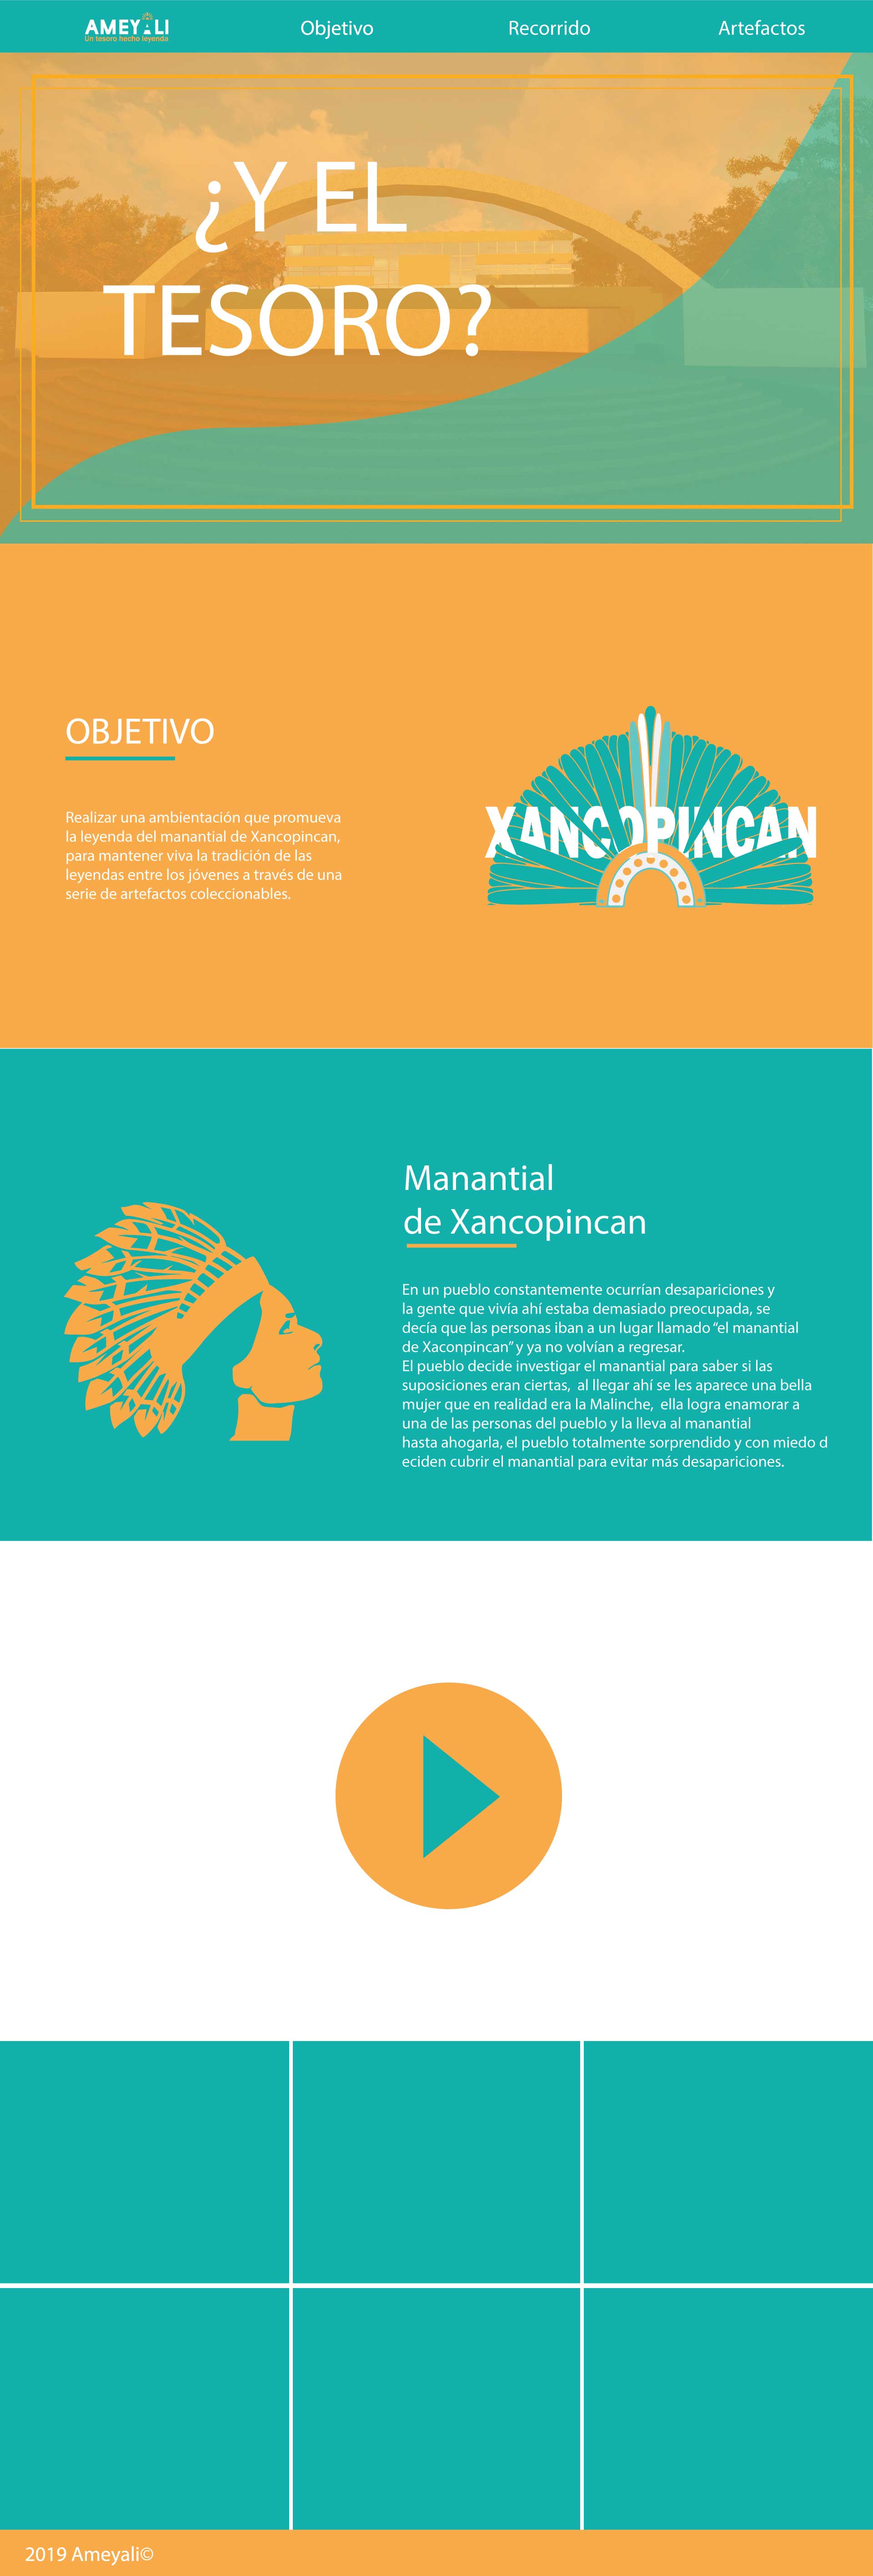 AMEYALI
Un tesoro hecho leyenda
Objetivo
Recorrido
Artefactos
¿Y EL
TESORO?
OBJETIVO
Realizar una ambientación que promueva
la leyenda del manantial de Xancopincan,
para mantener viva la tradición de las
leyendas entre los jóvenes a través de una
serie de artefactos coleccionables.
XANCOPINCAN
Manantial
de Xancopincan
En un pueblo constantemente ocurrían desapariciones y
la gente que vivía ahí estaba demasiado preocupada, se
decía que las personas iban a un lugar llamado “el manantial
de Xaconpincan” y ya no volvían a regresar.
El pueblo decide investigar el manantial para saber si las
suposiciones eran ciertas,  al llegar ahí se les aparece una bella
mujer que en realidad era la Malinche,  ella logra enamorar a
una de las personas del pueblo y la lleva al manantial
hasta ahogarla, el pueblo totalmente sorprendido y con miedo d
eciden cubrir el manantial para evitar más desapariciones.
2019 Ameyali©